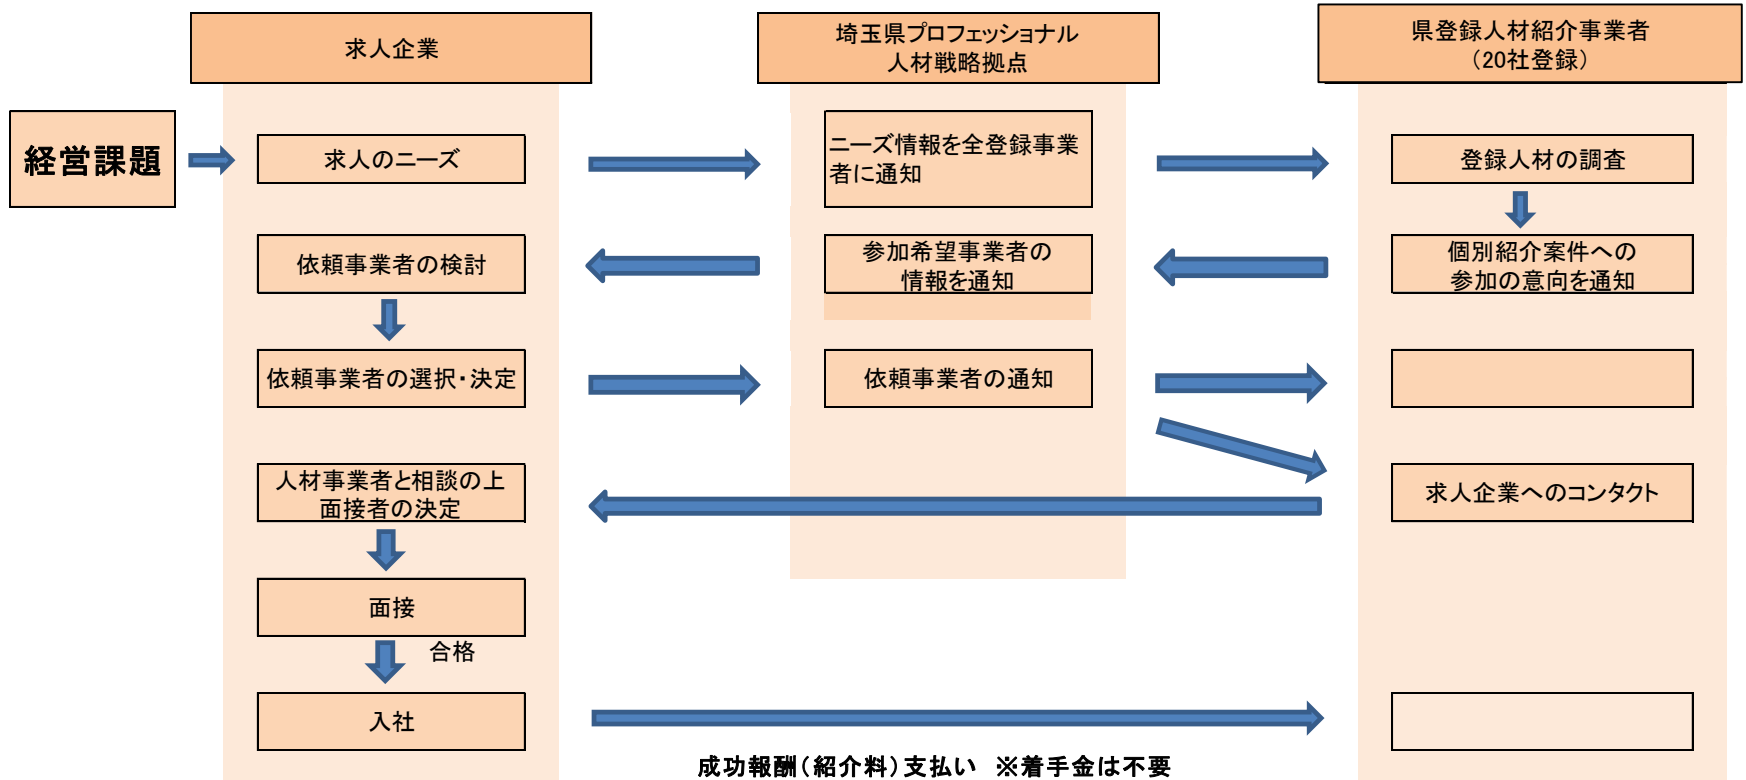 求人企業
埼玉県プロフェッショナル
人材戦略拠点
県登録人材紹介事業者
（20社登録）
経営課題
求人のニーズ
ニーズ情報を全登録事業
者に通知
登録人材の調査
依頼事業者の検討
参加希望事業者の
情報を通知
個別紹介案件への
参加の意向を通知
依頼事業者の選択・決定
依頼事業者の通知
人材事業者と相談の上
面接者の決定
求人企業へのコンタクト
面接
合格
入社
成功報酬（紹介料）支払い　※着手金は不要